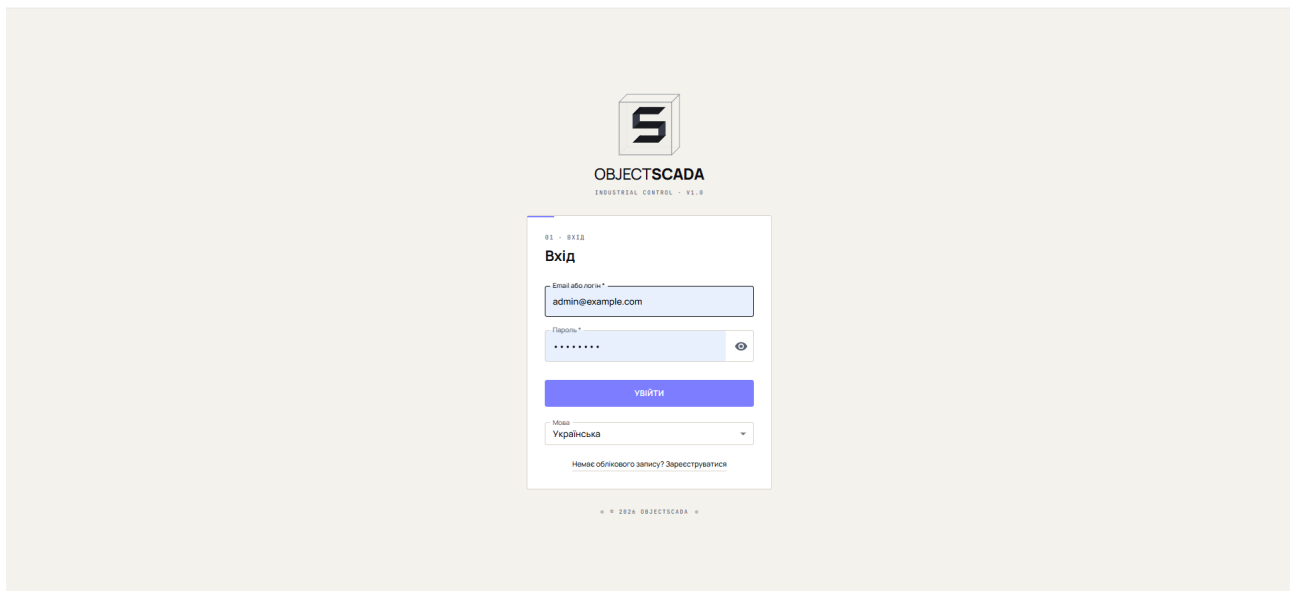 S
OBJECTSCADA
INDUSTRIAL CONTROL · V1.0
01 · ВХІД
Вхід
Email або логін *
admin@example.com
Пароль *
••••••••
УВІЙТИ
Мова
Українська
Немає облікового запису? Зареєструватися
© 2026 OBJECTSCADA